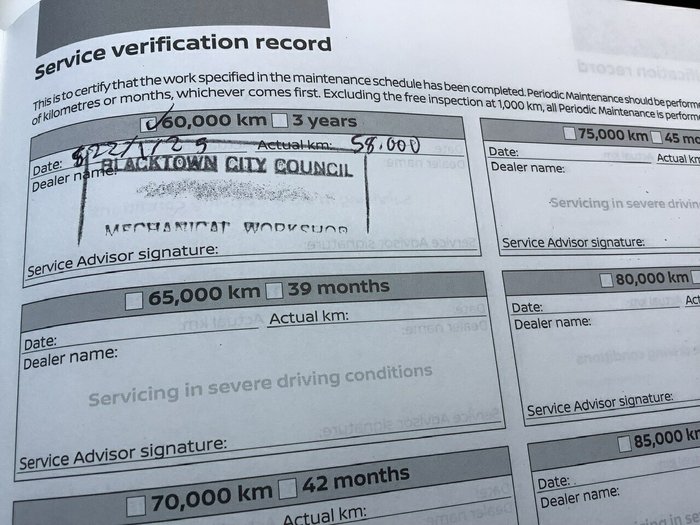 Service verification record
This is to certify that the work specified in the maintenance schedule has been completed. Periodic Maintenance should be perform
of kilometres or months, whichever comes first. Excluding the free inspection at 1,000 km, all Periodic Maintenance is perform
60,000 km 3 years
Date: Actual km: 58.000
Dealer name:
BLACKTOWN CITY COUNCIL
MECHANICAL WORKSHOP
Service Advisor signature:
75,000 km 45 mo
Date: Actual kn
Dealer name:
Servicing in severe drivin
Service Advisor signature:
65,000 km 39 months
Date: Actual km:
Dealer name:
Servicing in severe driving conditions
Service Advisor signature:
80,000 km
Date: Act
Dealer name:
Service Advisor signature:
70,000 km 42 months
Actual km:
85,000 km
Date:
Dealer name: